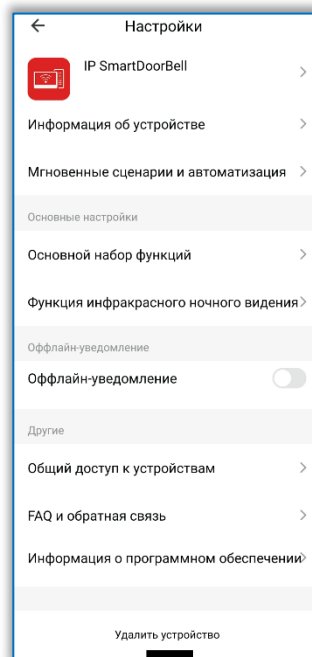 Настройки
IP SmartDoorBell
Информация об устройстве
Мгновенные сценарии и автоматизация
Основные настройки
Основной набор функций
Функция инфракрасного ночного видения
Оффлайн-уведомление
Оффлайн-уведомление
Другие
Общий доступ к устройствам
FAQ и обратная связь
Информация о программном обеспечении
Удалить устройство